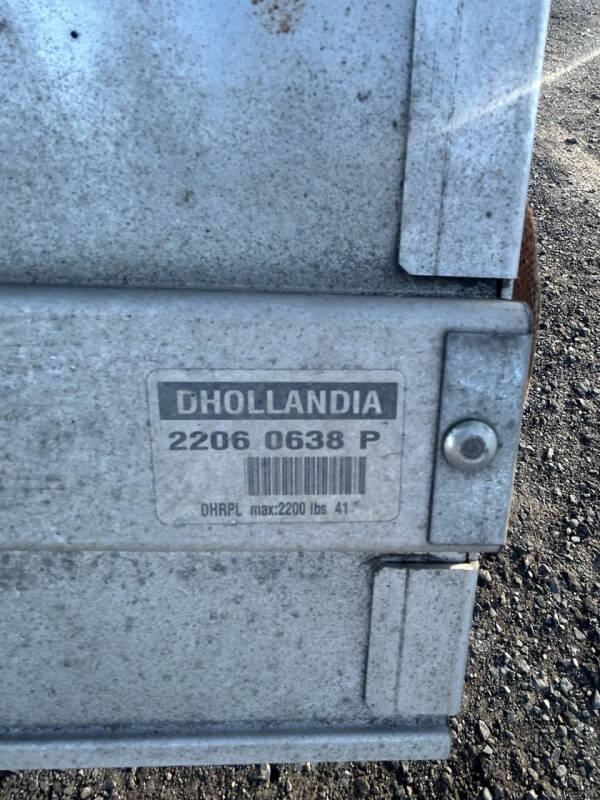 DHOLLANDIA
2206 0638 P
DHRPL max:2200 lbs 41"